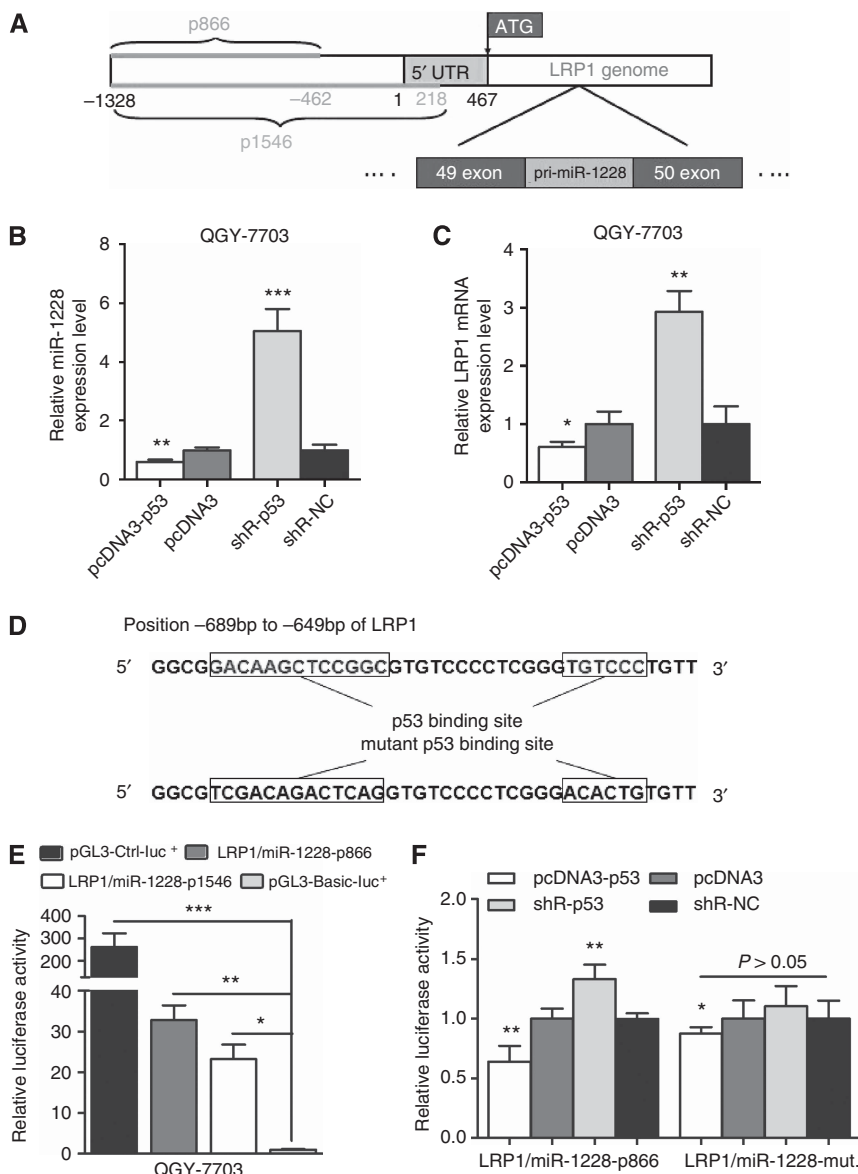 A
p866
ATG
5′ UTR
LRP1 genome
–1328
–462
1
218
467
p1546
....
49 exon
pri-miR-1228
50 exon
....
B
QGY-7703
Relative miR-1228
expression level
8
6
4
2
0
**
***
pcDNA3-p53
pcDNA3
shR-p53
shR-NC
C
QGY-7703
Relative LRP1 mRNA
expression level
4
3
2
1
0
*
**
pcDNA3-p53
pcDNA3
shR-p53
shR-NC
D
Position –689bp to –649bp of LRP1
5′ GGCGGACAAGCTCCGGCGTGTCCCCTCGGGTGTCCCTGTT 3′
p53 binding site
mutant p53 binding site
5′ GGCGTCGACAGACTCAGGTGTCCCCTCGGGACACTGTGTT 3′
E
pGL3-Ctrl-luc+
LRP1/miR-1228-p866
LRP1/miR-1228-p1546
pGL3-Basic-luc+
Relative luciferase activity
400
300
200
100
40
30
20
10
0
***
**
*
QGY-7703
F
pcDNA3-p53
pcDNA3
shR-p53
shR-NC
Relative luciferase activity
2.0
1.5
1.0
0.5
0.0
**
**
*
P > 0.05
LRP1/miR-1228-p866
LRP1/miR-1228-mut.